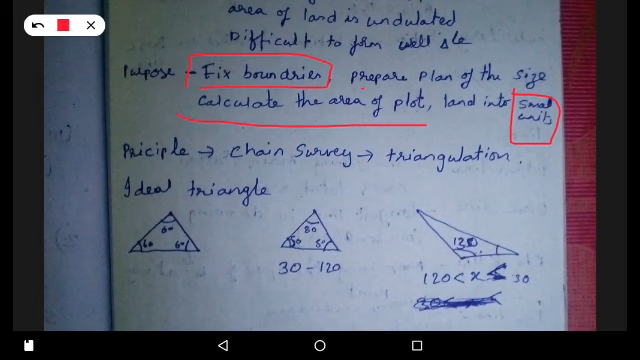 area of land is undulated
Difficult to form well Δle
Purpose - Fix boundries, prepare plan of the size
Calculate the area of plot, land into small
units
Priciple → Chain Survey → triangulation.
Ideal triangle
60 80 120
60 60 50 50
30 - 120 120 < x < 30